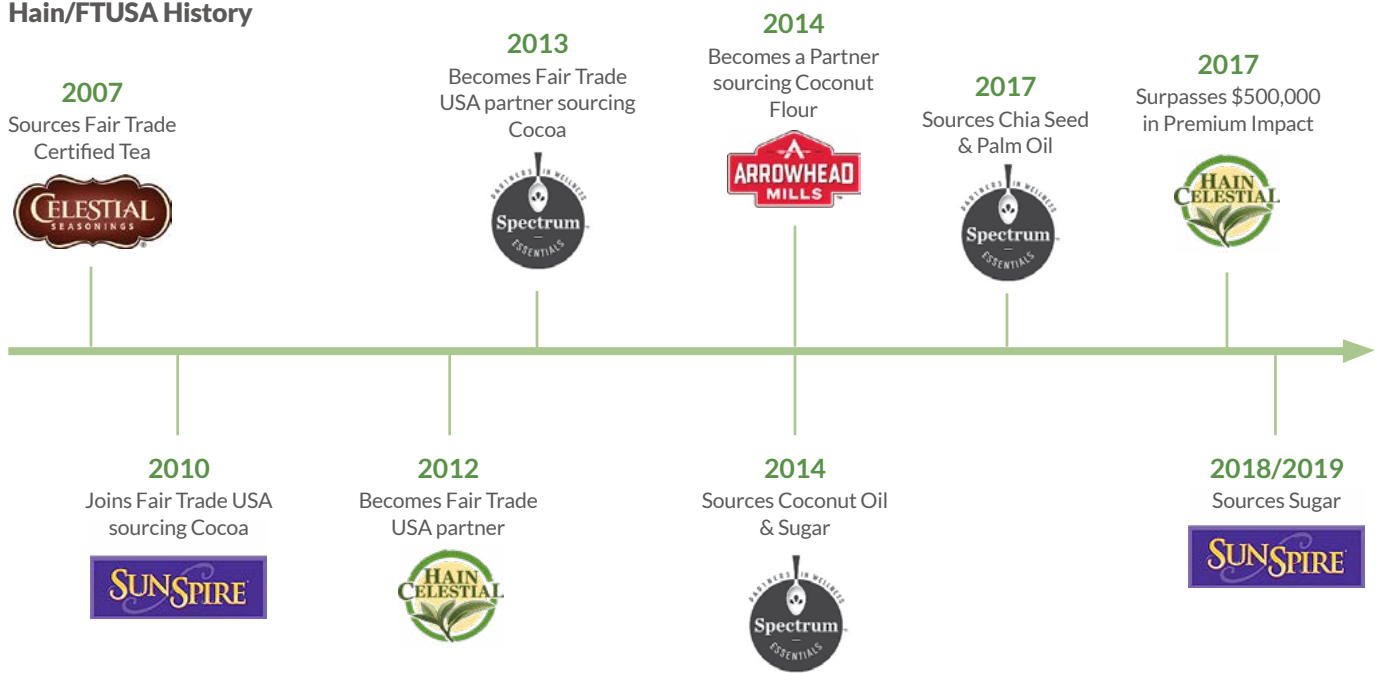 Hain/FTUSA History
2007
Sources Fair Trade
Certified Tea
CELESTIAL
SEASONINGS
2013
Becomes Fair Trade
USA partner sourcing
Cocoa
PARTNERS IN WELLNESS
Spectrum
ESSENTIALS
2014
Becomes a Partner
sourcing Coconut
Flour
A
ARROWHEAD
MILLS
2017
Sources Chia Seed
& Palm Oil
PARTNERS IN WELLNESS
Spectrum
ESSENTIALS
2017
Surpasses $500,000
in Premium Impact
HAIN
CELESTIAL
2010
Joins Fair Trade USA
sourcing Cocoa
SUNSPIRE
2012
Becomes Fair Trade
USA partner
HAIN
CELESTIAL
2014
Sources Coconut Oil
& Sugar
PARTNERS IN WELLNESS
Spectrum
ESSENTIALS
2018/2019
Sources Sugar
SUNSPIRE